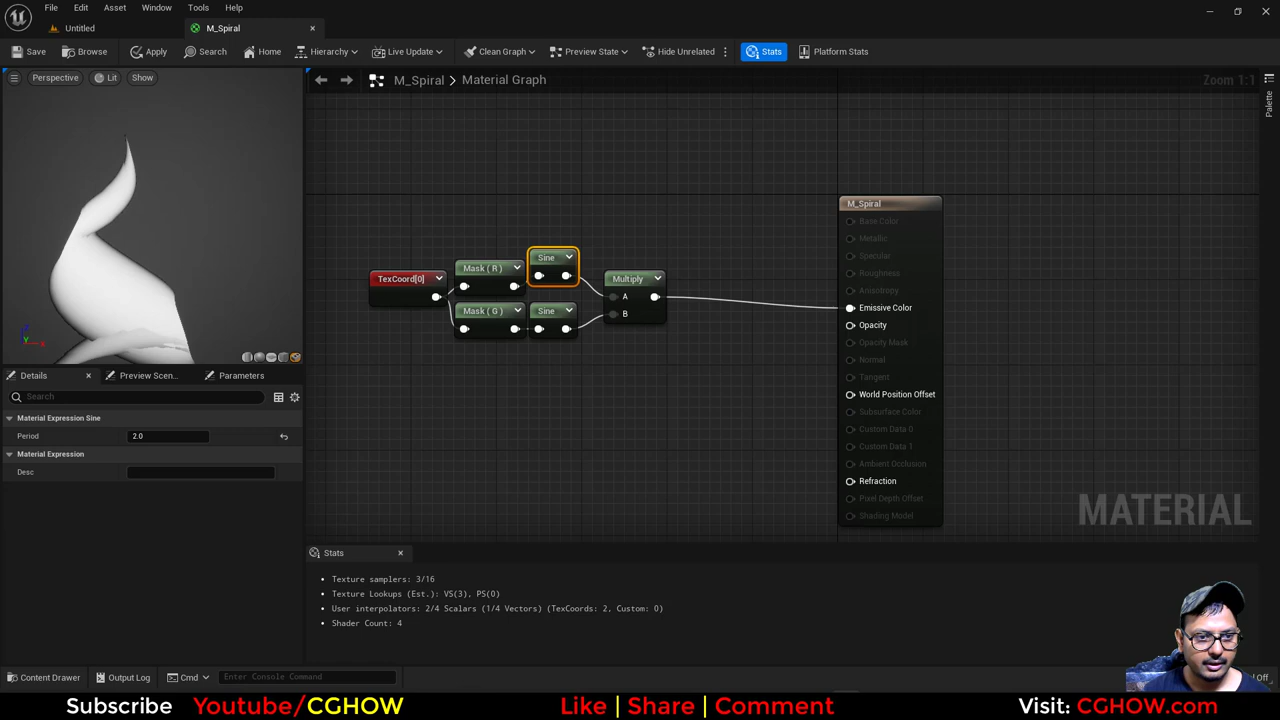 File Edit Asset Window Tools Help
Untitled
M_Spiral
Save Browse Apply Search Home Hierarchy Live Update Clean Graph Preview State Hide Unrelated Stats Platform Stats
Perspective Lit Show
M_Spiral > Material Graph
Zoom 1:1
Palette
M_Spiral
Base Color
Metallic
Specular
Roughness
Anisotropy
Emissive Color
Opacity
Opacity Mask
Normal
Tangent
World Position Offset
Subsurface Color
Custom Data 0
Custom Data 1
Ambient Occlusion
Refraction
Pixel Depth Offset
Shading Model
TexCoord[0]
Mask ( R )
Sine
Mask ( G )
Sine
Multiply
A
B
MATERIAL
Z
Y
X
Details Preview Scen... Parameters
Search
Material Expression Sine
Period 2.0
Material Expression
Desc
Stats
Texture samplers: 3/16
Texture Lookups (Est.): VS(3), PS(0)
User interpolators: 2/4 Scalars (1/4 Vectors) (TexCoords: 2, Custom: 0)
Shader Count: 4
Content Drawer Output Log Cmd Enter Console Command
Off
Subscribe Youtube/CGHOW Like | Share | Comment Visit: CGHOW.com